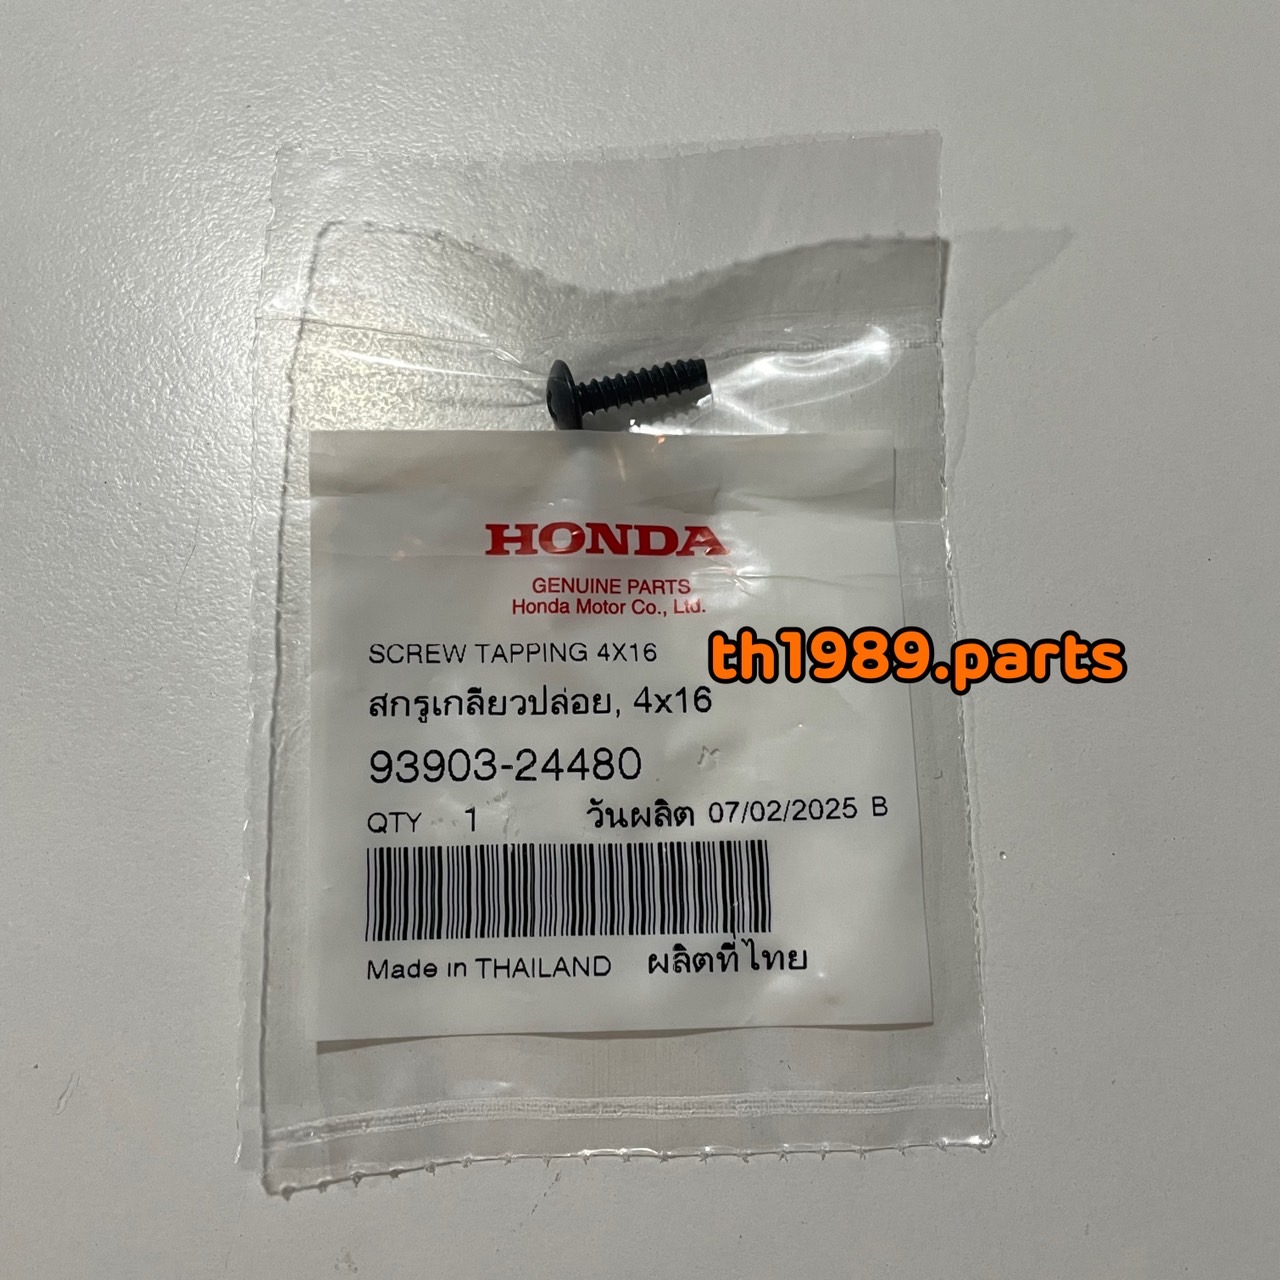 HONDA
GENUINE PARTS
Honda Motor Co., Ltd.
SCREW TAPPING 4X16
th1989.parts
สกรูเกลียวปล่อย, 4x16
93903-24480
QTY 1 วันผลิต 07/02/2025 B
Made in THAILAND ผลิตที่ไทย